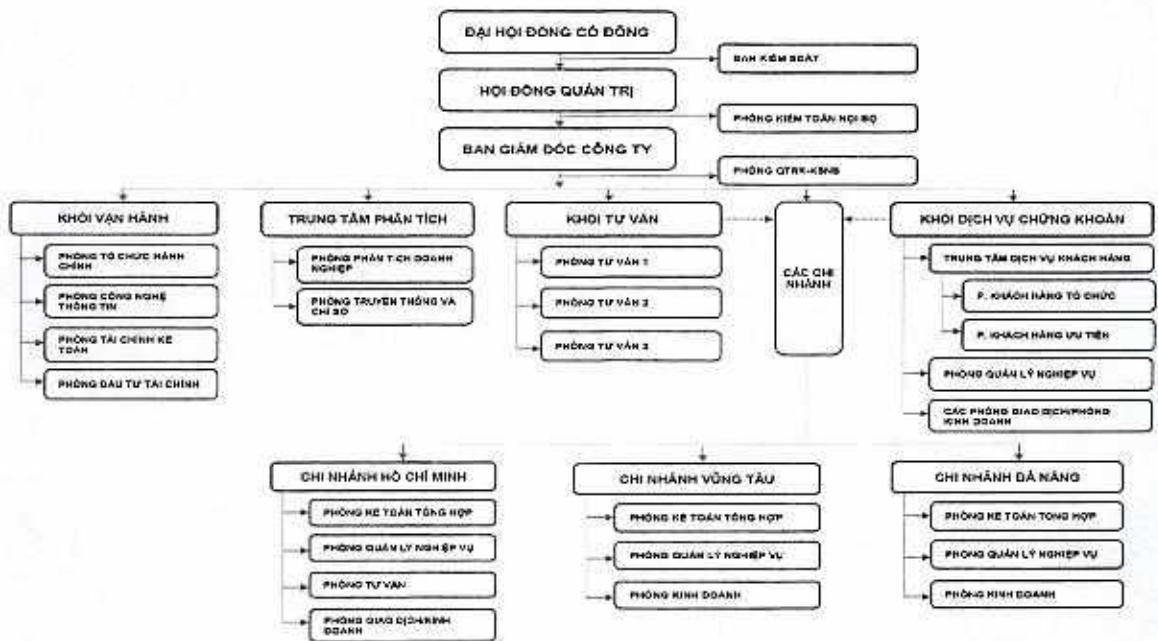 ĐẠI HỘI ĐỒNG CỔ ĐÔNG
BAN KIỂM SOÁT
HỘI ĐỒNG QUẢN TRỊ
PHÒNG KIỂM TOÁN NỘI BỘ
BAN GIÁM ĐỐC CÔNG TY
PHÒNG QTRR-KSNB
KHỐI VẬN HÀNH
TRUNG TÂM PHÂN TÍCH
KHỐI TƯ VẤN
KHỐI DỊCH VỤ CHỨNG KHOÁN
PHÒNG TỔ CHỨC HÀNH
CHÍNH
PHÒNG CÔNG NGHỆ
THÔNG TIN
PHÒNG TÀI CHÍNH KẾ
TOÁN
PHÒNG ĐẦU TƯ TÀI CHÍNH
PHÒNG PHÂN TÍCH DOANH
NGHIỆP
PHÒNG TRUYỀN THÔNG VÀ
CHỈ SỐ
PHÒNG TƯ VẤN 1
PHÒNG TƯ VẤN 2
PHÒNG TƯ VẤN 3
CÁC CHI
NHÁNH
TRUNG TÂM DỊCH VỤ KHÁCH HÀNG
P. KHÁCH HÀNG TỔ CHỨC
P. KHÁCH HÀNG ƯU TIÊN
PHÒNG QUẢN LÝ NGHIỆP VỤ
CÁC PHÒNG GIAO DỊCH/PHÒNG
KINH DOANH
CHI NHÁNH HỒ CHÍ MINH
PHÒNG KẾ TOÁN TỔNG HỢP
PHÒNG QUẢN LÝ NGHIỆP VỤ
PHÒNG TƯ VẤN
PHÒNG GIAO DỊCH/KINH
DOANH
CHI NHÁNH VŨNG TÀU
PHÒNG KẾ TOÁN TỔNG HỢP
PHÒNG QUẢN LÝ NGHIỆP VỤ
PHÒNG KINH DOANH
CHI NHÁNH ĐÀ NẴNG
PHÒNG KẾ TOÁN TỔNG HỢP
PHÒNG QUẢN LÝ NGHIỆP VỤ
PHÒNG KINH DOANH